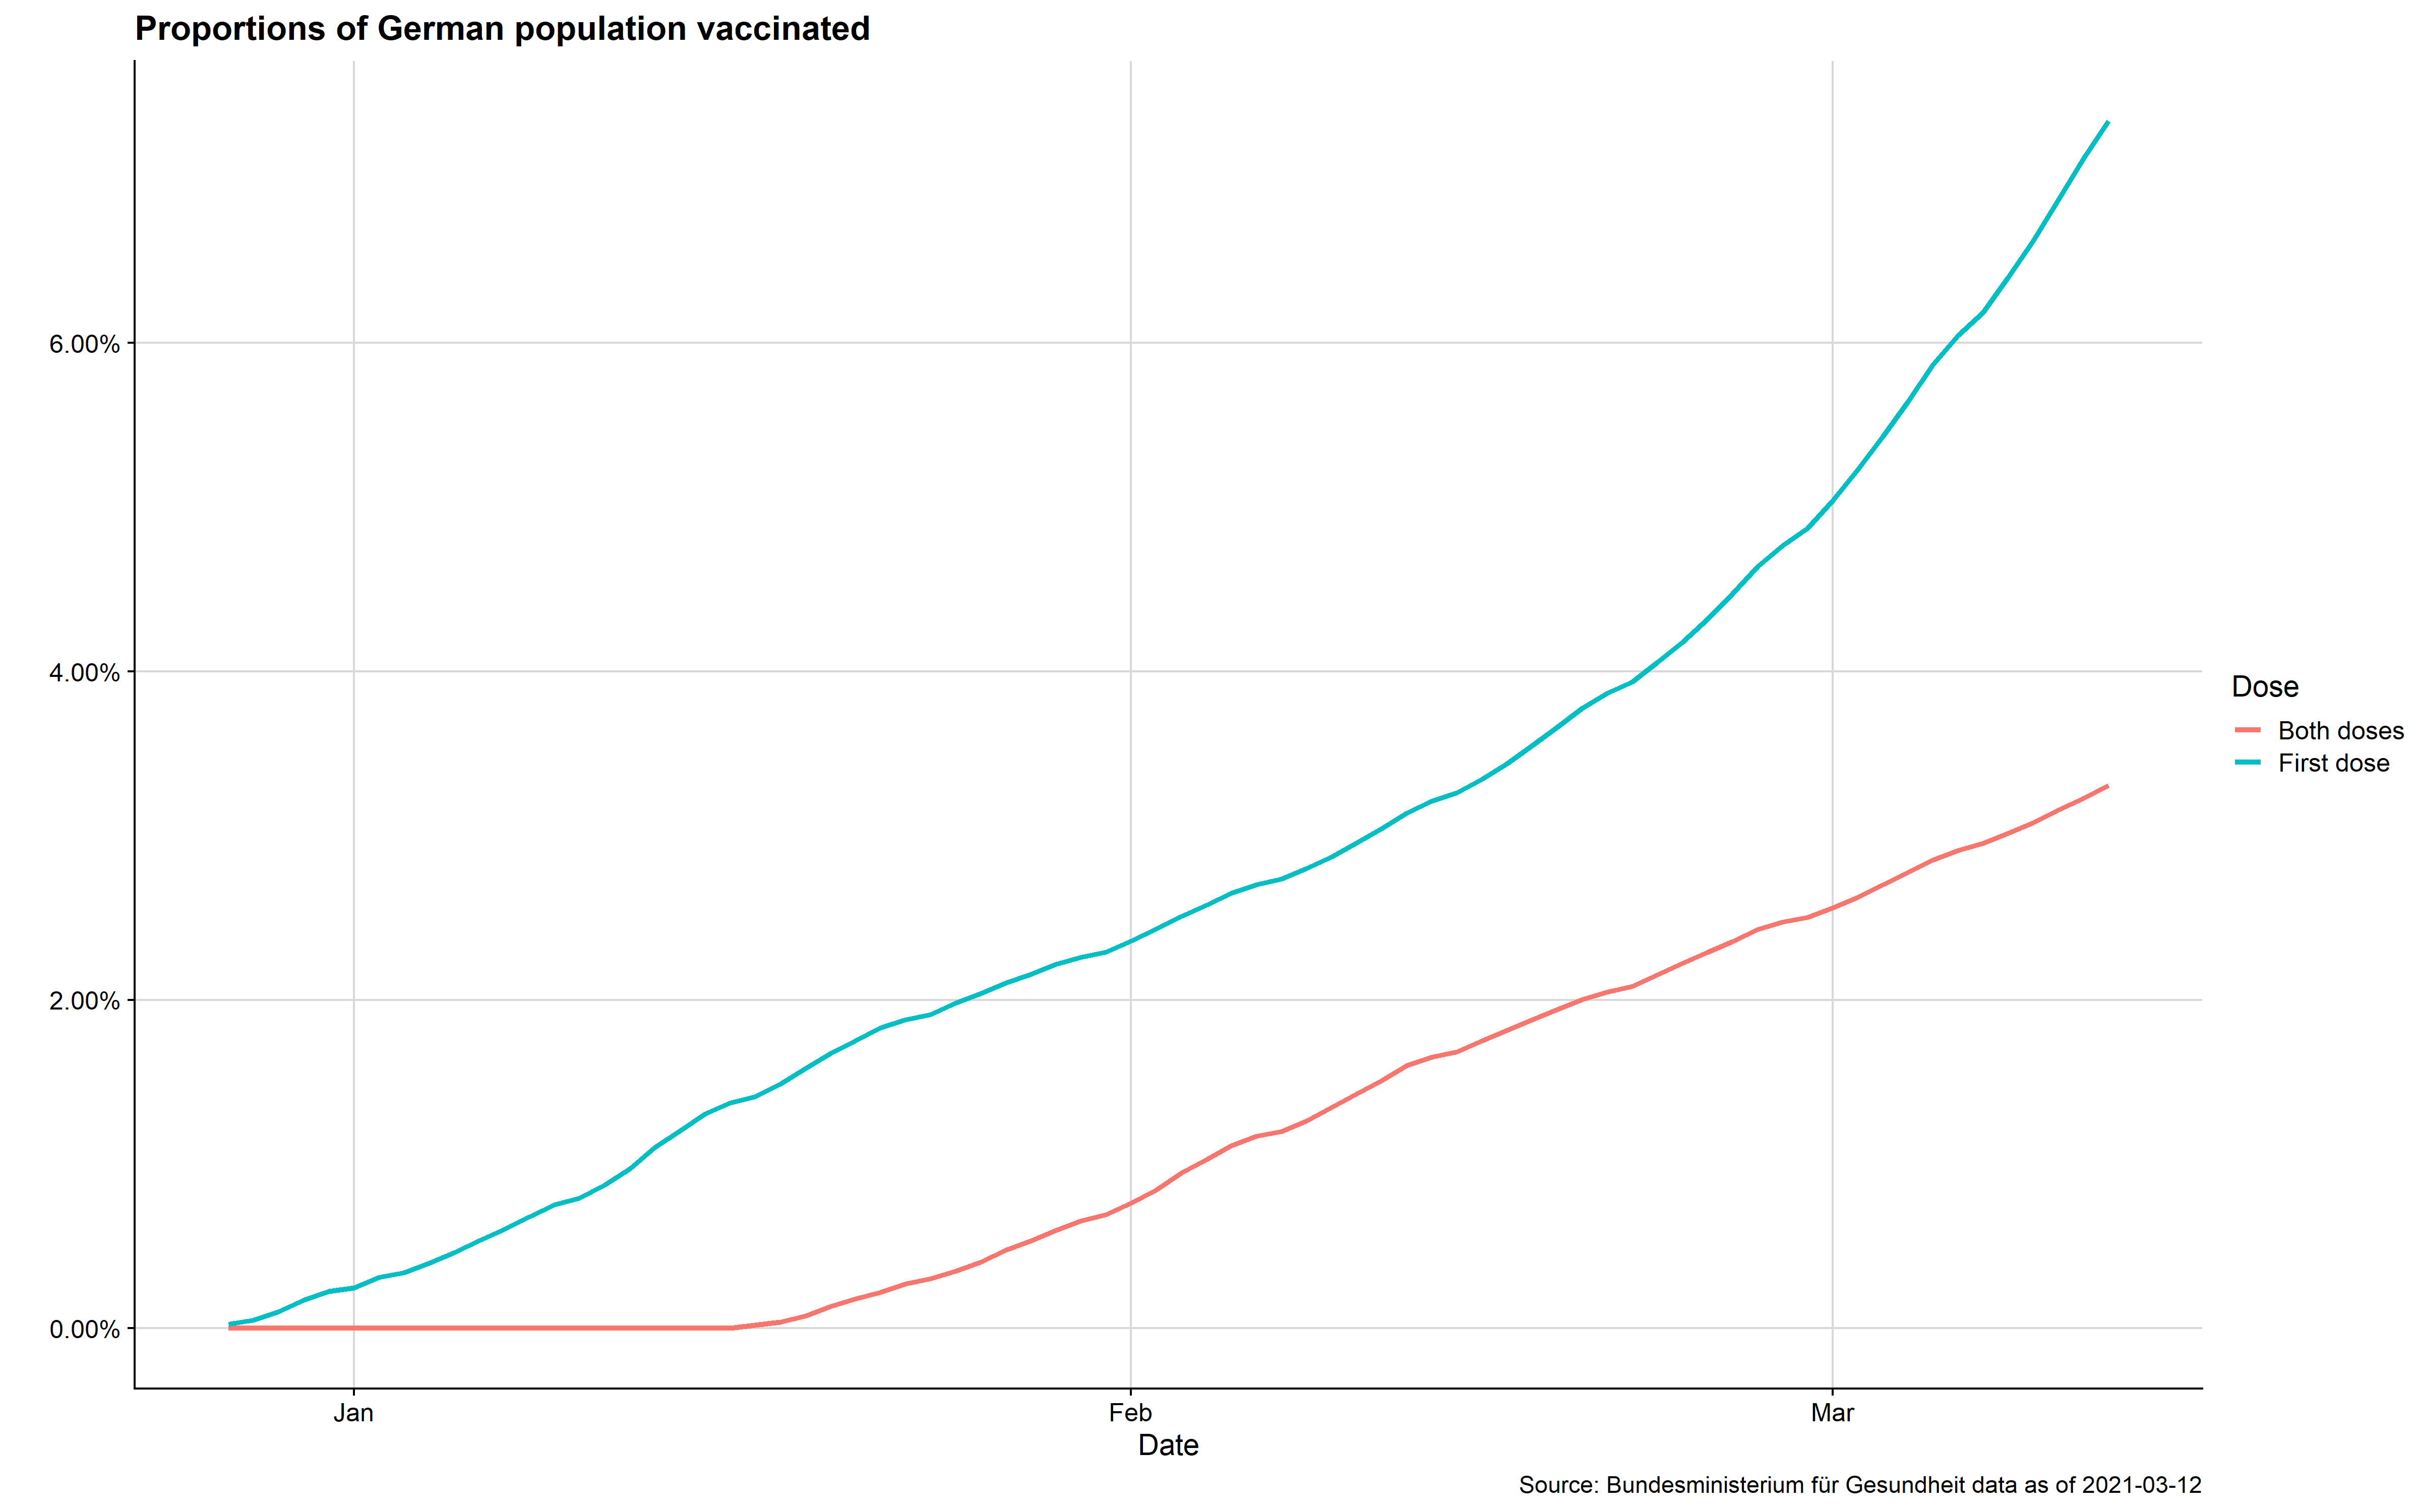 Proportions of German population vaccinated
6.00%
4.00%
2.00%
0.00%
Jan
Feb
Mar
Date
Dose
Both doses
First dose
Source: Bundesministerium für Gesundheit data as of 2021-03-12